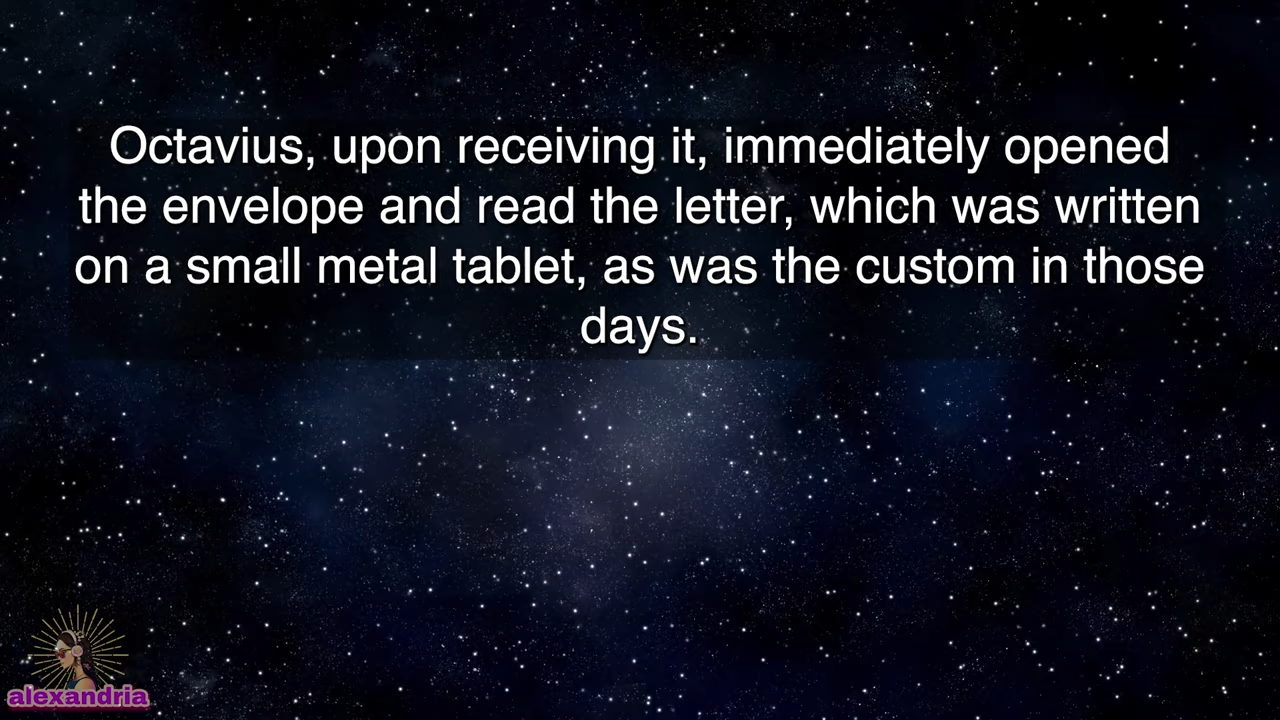 Octavius, upon receiving it, immediately opened
the envelope and read the letter, which was written
on a small metal tablet, as was the custom in those
days.
alexandria